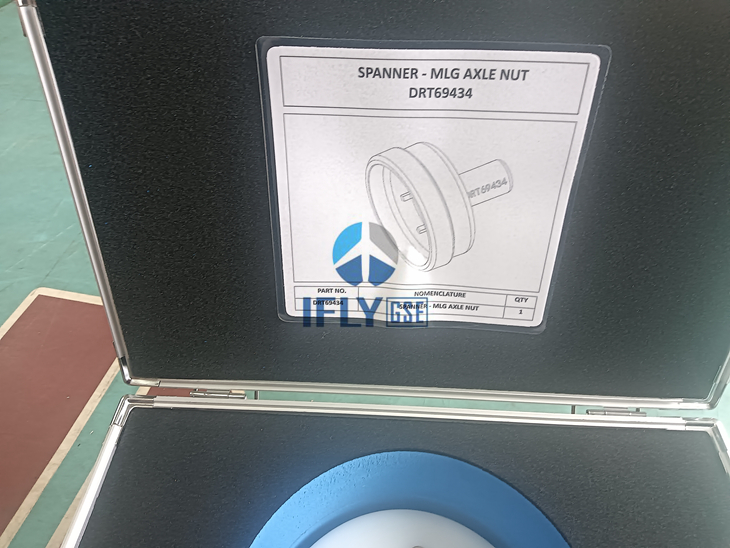 SPANNER - MLG AXLE NUT
DRT69434
DRT69434
PART NO. NOMENCLATURE QTY
DRT69434 SPANNER - MLG AXLE NUT 1
IFLY GSE